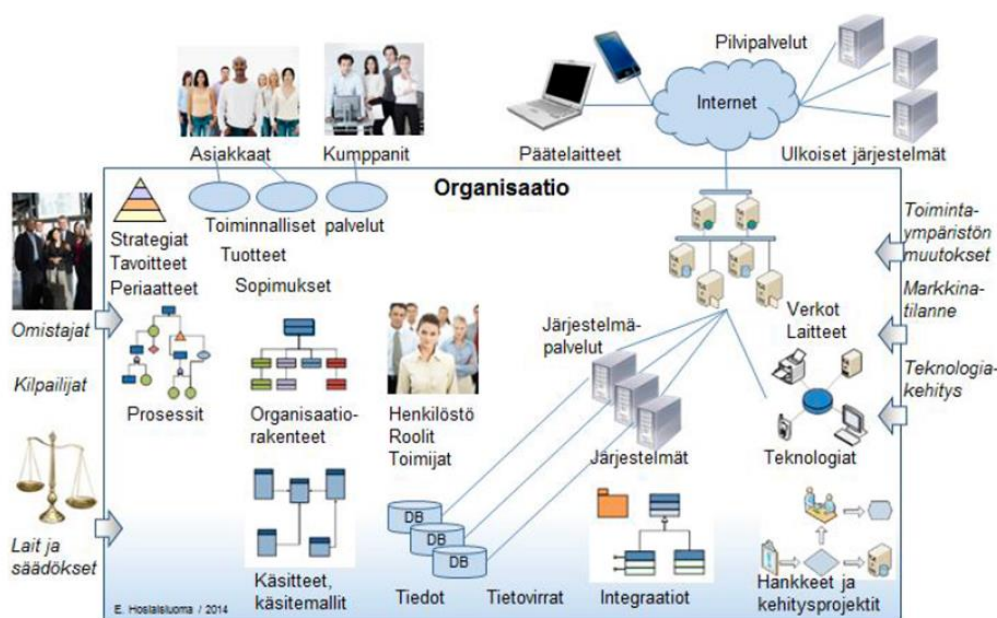 Pilvipalvelut
Internet
Asiakkaat
Kumppanit
Päätelaitteet
Ulkoiset järjestelmät
Organisaatio
Strategiat
Tavoitteet
Periaatteet
Toiminnalliset palvelut
Tuotteet
Sopimukset
Toiminta-
ympäristön
muutokset
Omistajat
Markkina-
tilanne
Järjestelmä-
palvelut
Verkot
Laitteet
Kilpailijat
Teknologia-
kehitys
Prosessit
Organisaatio-
rakenteet
Henkilöstö
Roolit
Toimijat
Järjestelmät
Teknologiat
DB
DB
DB
Lait ja
säädökset
Käsitteet,
käsitemallit
Tiedot
Tietovirrat
Integraatiot
Hankkeet ja
kehitysprojektit
E. Hosiaisluoma / 2014